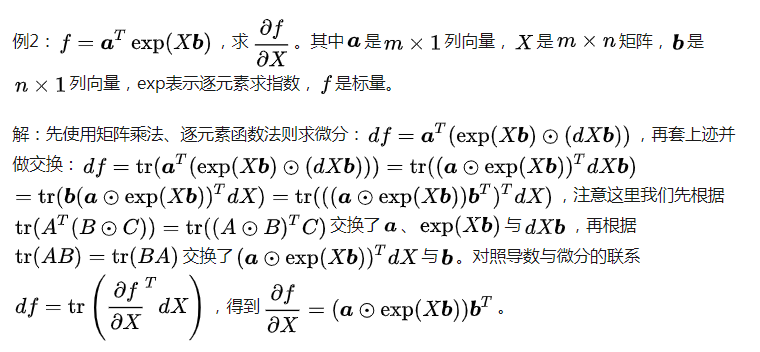 例2：$f = \boldsymbol{a}^T \exp(X\boldsymbol{b})$，求 $\dfrac{\partial f}{\partial X}$。其中 $\boldsymbol{a}$ 是 $m \times 1$ 列向量，$X$ 是 $m \times n$ 矩阵，$\boldsymbol{b}$ 是
$n \times 1$ 列向量，exp表示逐元素求指数，$f$ 是标量。
解：先使用矩阵乘法、逐元素函数法则求微分：$df = \boldsymbol{a}^T(\exp(X\boldsymbol{b}) \odot (dX\boldsymbol{b}))$，再套上迹并
做交换：$df = \text{tr}(\boldsymbol{a}^T(\exp(X\boldsymbol{b}) \odot (dX\boldsymbol{b}))) = \text{tr}((\boldsymbol{a} \odot \exp(X\boldsymbol{b}))^T dX\boldsymbol{b})$
$= \text{tr}(\boldsymbol{b}(\boldsymbol{a} \odot \exp(X\boldsymbol{b}))^T dX) = \text{tr}(((\boldsymbol{a} \odot \exp(X\boldsymbol{b}))\boldsymbol{b}^T)^T dX)$，注意这里我们先根据
$\text{tr}(A^T(B \odot C)) = \text{tr}((A \odot B)^T C)$交换了 $\boldsymbol{a}$、$\exp(X\boldsymbol{b})$ 与 $dX\boldsymbol{b}$，再根据
$\text{tr}(AB) = \text{tr}(BA)$交换了 $(\boldsymbol{a} \odot \exp(X\boldsymbol{b}))^T dX$ 与 $\boldsymbol{b}$。对照导数与微分的联系
$df = \text{tr}\left(\dfrac{\partial f}{\partial X}^T dX\right)$，得到 $\dfrac{\partial f}{\partial X} = (\boldsymbol{a} \odot \exp(X\boldsymbol{b}))\boldsymbol{b}^T$。